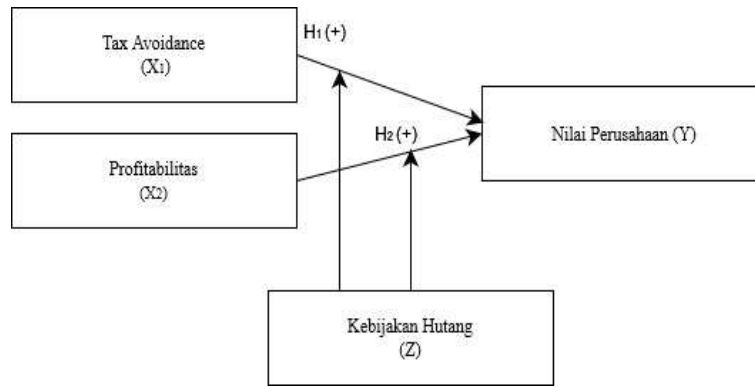 Tax Avoidance
(X1)
H1 (+)
Profitabilitas
(X2)
H2 (+)
Nilai Perusahaan (Y)
Kebijakan Hutang
(Z)